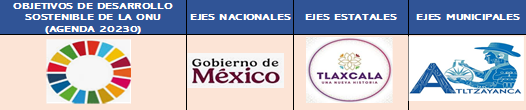 OBJETIVOS DE DESARROLLO
SOSTENIBLE DE LA ONU
(AGENDA 20230)
EJES NACIONALES
EJES ESTATALES
EJES MUNICIPALES
Gobierno de
México
TLAXCALA
UNA NUEVA HISTORIA
ATLTZAYANCA